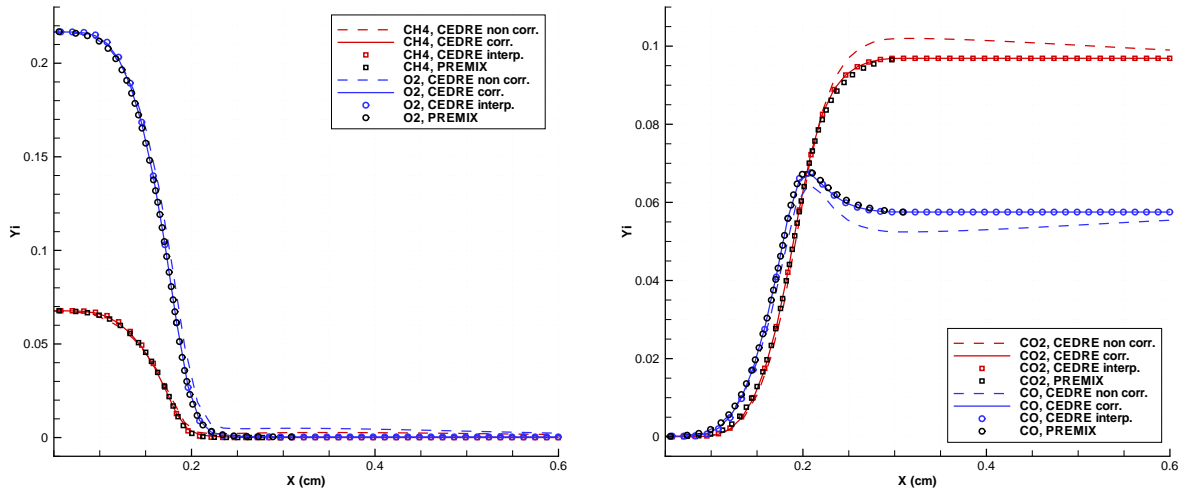 CH4, CEDRE non corr.
CH4, CEDRE corr.
CH4, CEDRE interp.
CH4, PREMIX
O2, CEDRE non corr.
O2, CEDRE corr.
O2, CEDRE interp.
O2, PREMIX
Yi
0.2
0.15
0.1
0.05
0
0.2
0.4
0.6
X (cm)
CO2, CEDRE non corr.
CO2, CEDRE corr.
CO2, CEDRE interp.
CO2, PREMIX
CO, CEDRE non corr.
CO, CEDRE corr.
CO, CEDRE interp.
CO, PREMIX
Yi
0.1
0.08
0.06
0.04
0.02
0
0.2
0.4
0.6
X (cm)